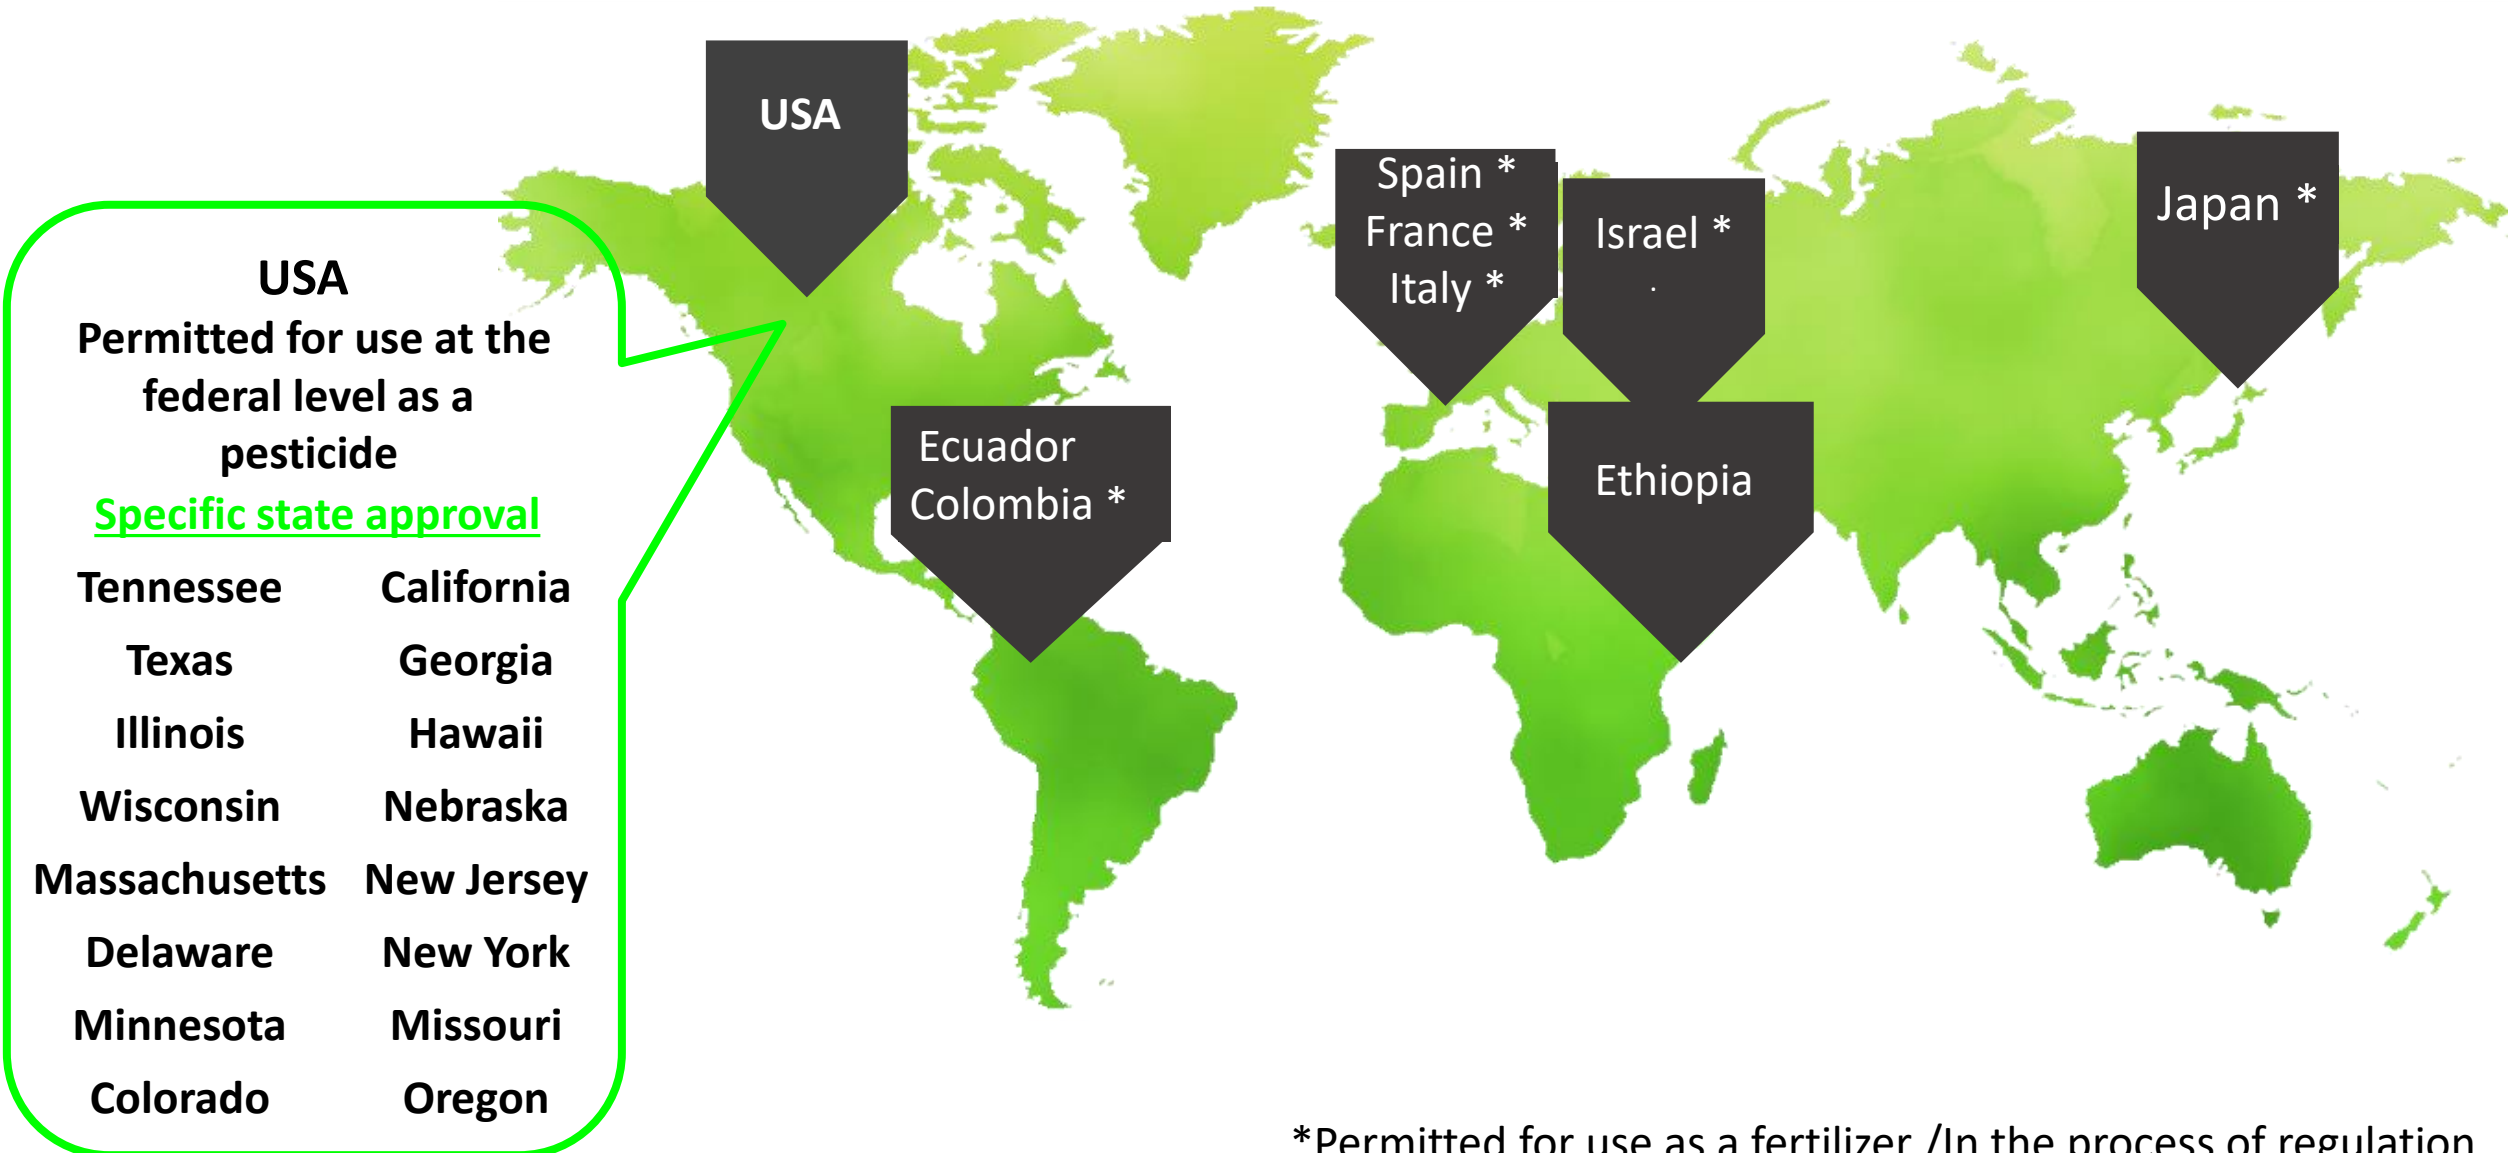 USA
Spain *
France *
Italy *
Israel *
.
Japan *
Ecuador
Colombia *
Ethiopia
USA
Permitted for use at the
federal level as a
pesticide
Specific state approval
Tennessee California
Texas Georgia
Illinois Hawaii
Wisconsin Nebraska
Massachusetts New Jersey
Delaware New York
Minnesota Missouri
Colorado Oregon
*Permitted for use as a fertilizer /In the process of regulation